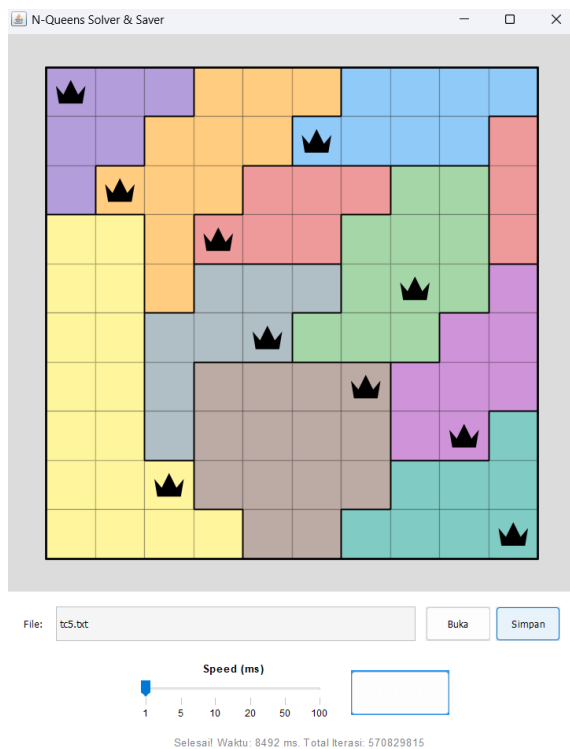 N-Queens Solver & Saver
File: tc5.txt Buka Simpan
Speed (ms)
1 5 10 20 50 100
Selesai! Waktu: 8492 ms. Total Iterasi: 570829815